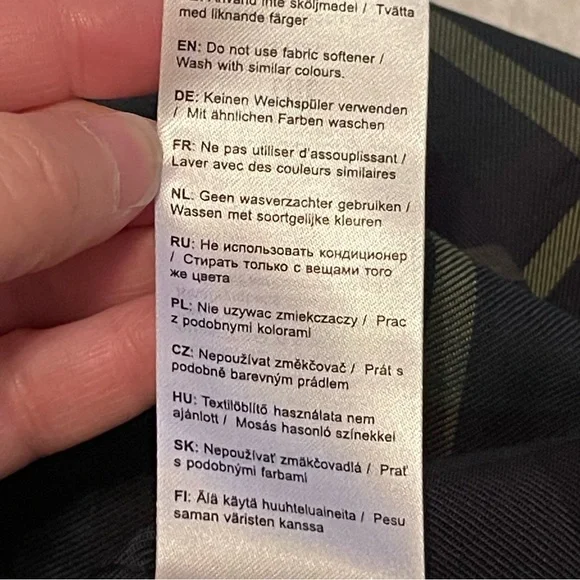 inte sköljmedel / Tvätta
med liknande färger
EN: Do not use fabric softener /
Wash with similar colours.
DE: Keinen Weichspüler verwenden
/ Mit ähnlichen Farben waschen
FR: Ne pas utiliser d'assouplissant /
Laver avec des couleurs similaires
NL: Geen wasverzachter gebruiken /
Wassen met soortgelijke kleuren
RU: Не использовать кондиционер
/ Стирать только с вещами того
же цвета
PL: Nie uzywac zmiekczaczy / Prac
z podobnymi kolorami
CZ: Nepoužívat změkčovač / Prát s
podobně barevným prádlem
HU: Textilöblítö használata nem
ajánlott / Mosás hasonló színekkel
SK: Nepoužívať zmäkčovadlá / Prať
s podobnými farbami
FI: Älä käytä huuhteluaineita / Pesu
saman väristen kanssa